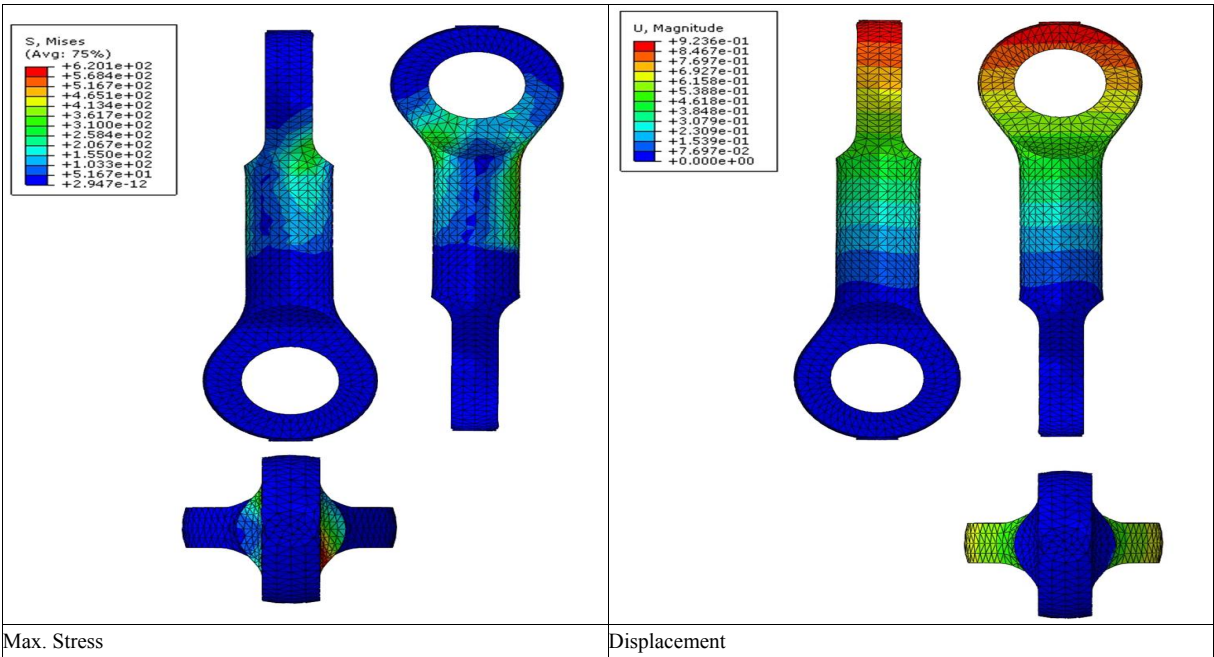 S, Mises
(Avg: 75%)
+6.201e+02
+5.684e+02
+5.167e+02
+4.651e+02
+4.134e+02
+3.617e+02
+3.100e+02
+2.584e+02
+2.067e+02
+1.550e+02
+1.033e+02
+5.167e+01
+2.947e-12
U, Magnitude
+9.236e-01
+8.467e-01
+7.697e-01
+6.927e-01
+6.158e-01
+5.388e-01
+4.618e-01
+3.848e-01
+3.079e-01
+2.309e-01
+1.539e-01
+7.697e-02
+0.000e+00
Max. Stress
Displacement